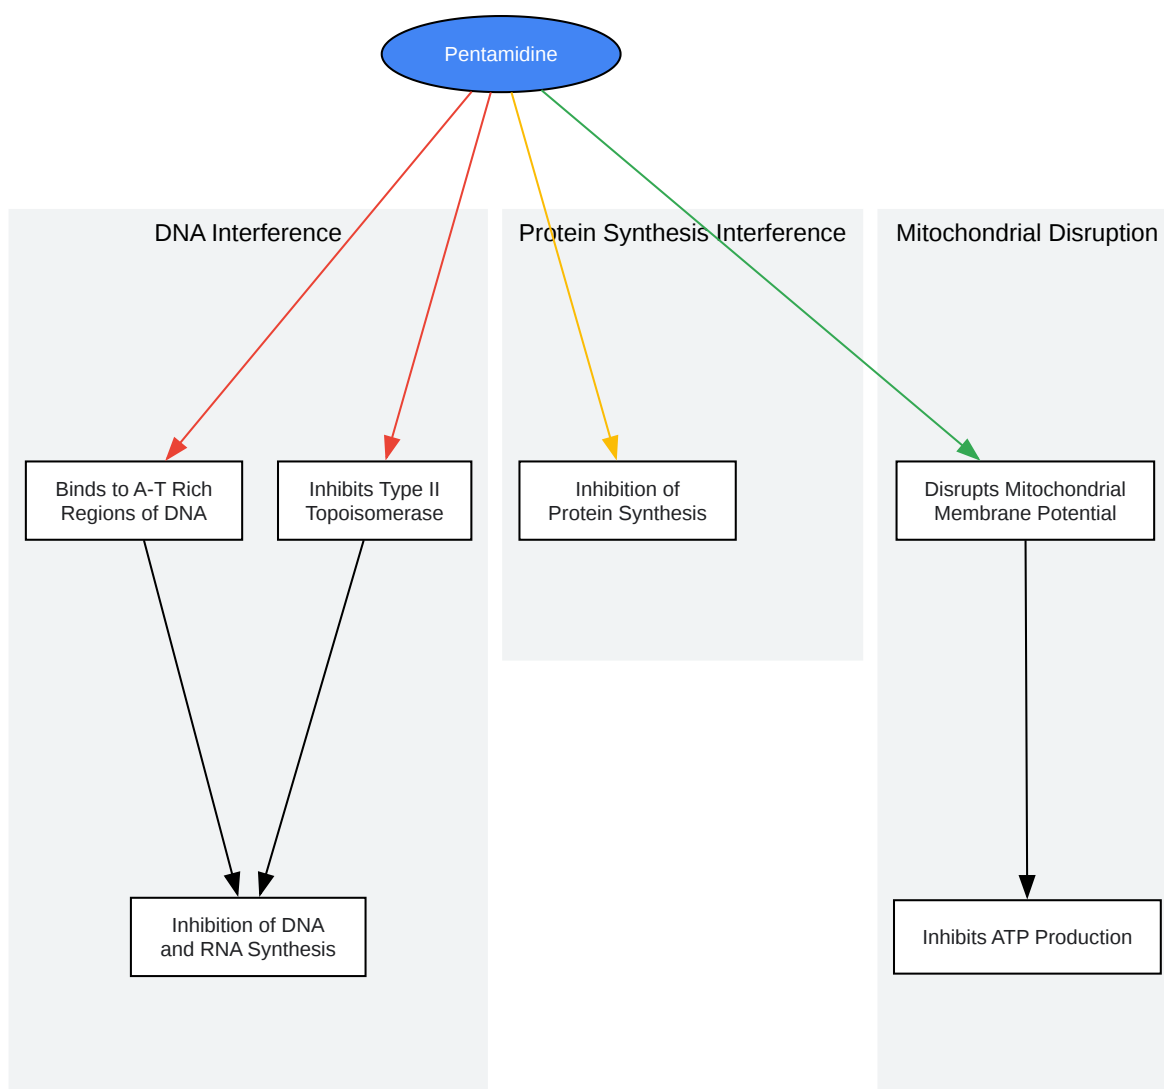 Pentamidine
DNA Interference
Protein Synthesis Interference
Mitochondrial Disruption
Binds to A-T Rich
Regions of DNA
Inhibits Type II
Topoisomerase
Inhibition of
Protein Synthesis
Disrupts Mitochondrial
Membrane Potential
Inhibition of DNA
and RNA Synthesis
Inhibits ATP Production